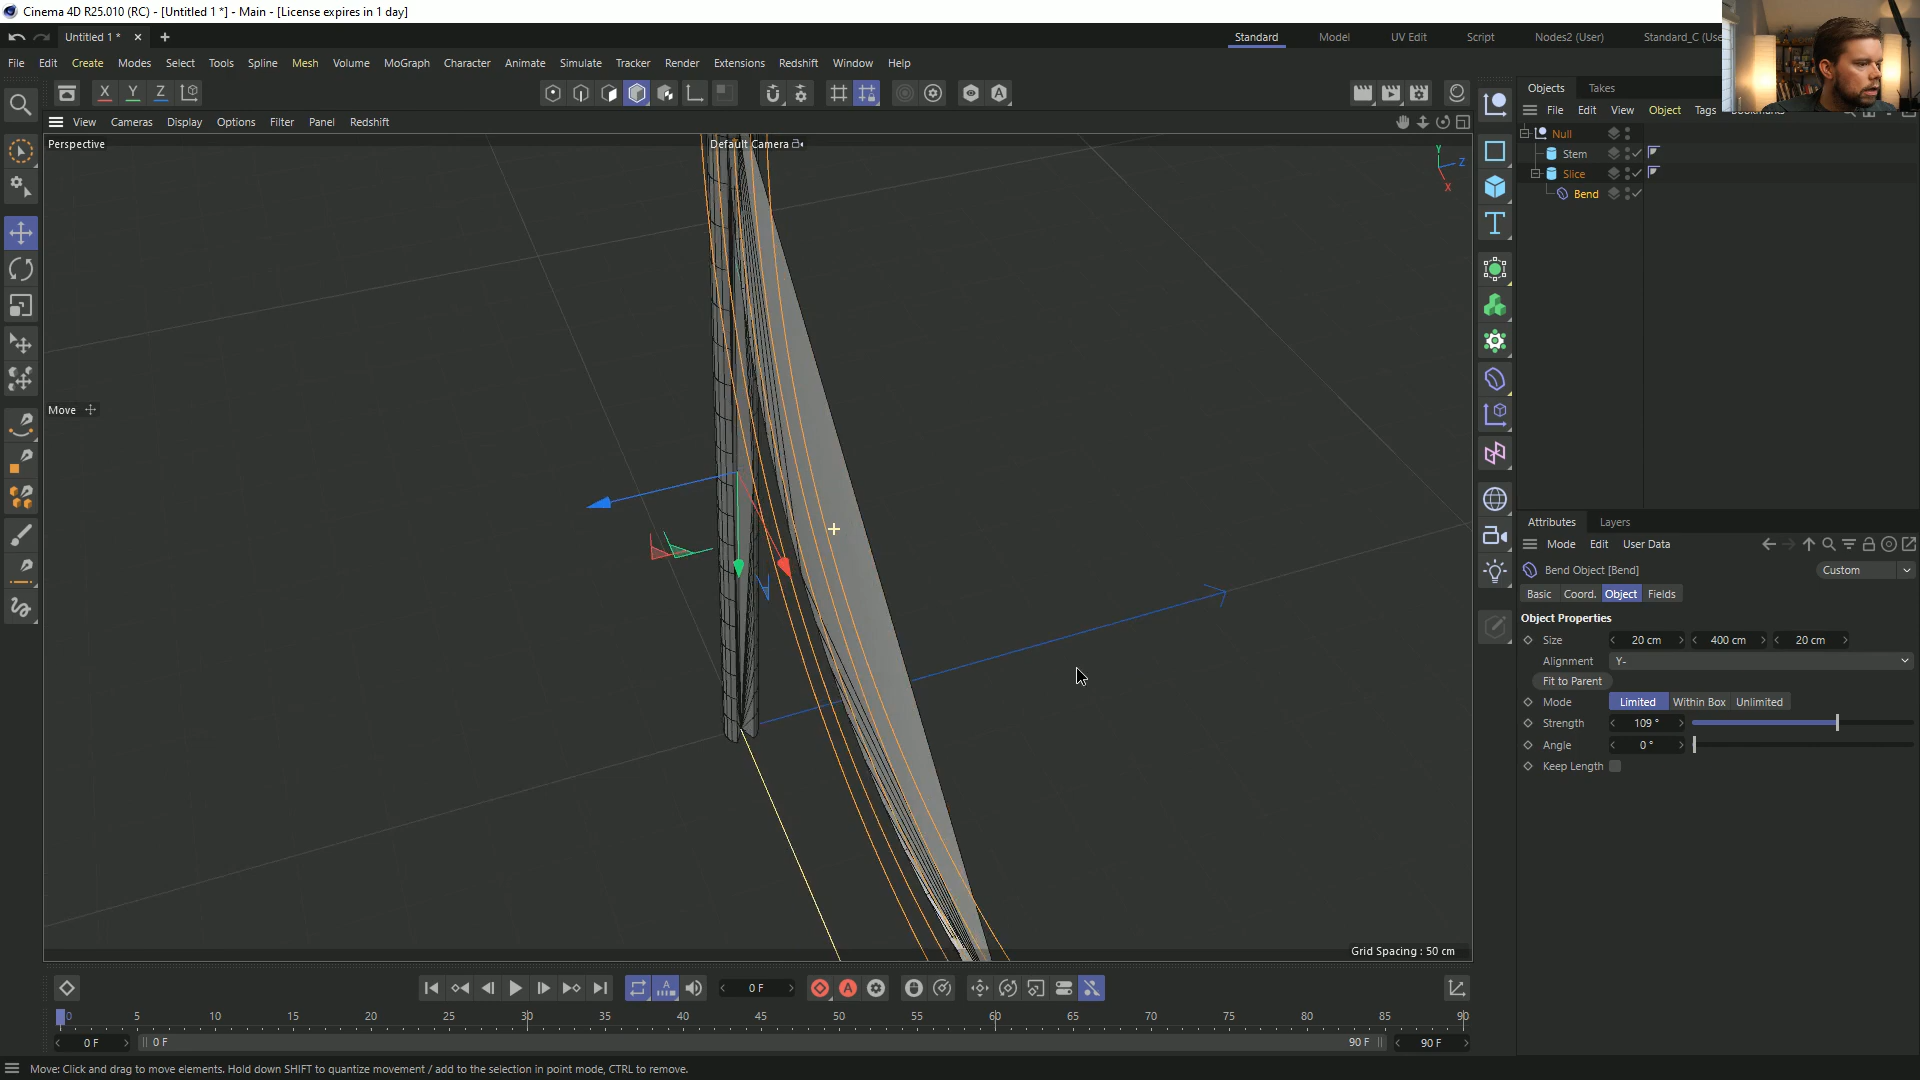 Cinema 4D R25.010 (RC) - [Untitled 1 *] - Main - [License expires in 1 day]
Untitled 1 *
Standard Model UV Edit Script Nodes2 (User) Standard_C (Use
File Edit Create Modes Select Tools Spline Mesh Volume MoGraph Character Animate Simulate Tracker Render Extensions Redshift Window Help
X Y Z
Objects Takes
File Edit View Object Tags
View Cameras Display Options Filter Panel Redshift
Perspective
Default Camera
Y
Z
X
Null
Stem
Slice
Bend
Move
Attributes Layers
Mode Edit User Data
Bend Object [Bend]
Custom
Basic Coord. Object Fields
Object Properties
Size 20 cm 400 cm 20 cm
Alignment Y-
Fit to Parent
Mode Limited Within Box Unlimited
Strength 109 °
Angle 0 °
Keep Length
Grid Spacing : 50 cm
0 F
0 5 10 15 20 25 30 35 40 45 50 55 60 65 70 75 80 85 90
0 F 0 F 90 F 90 F
Move: Click and drag to move elements. Hold down SHIFT to quantize movement / add to the selection in point mode, CTRL to remove.